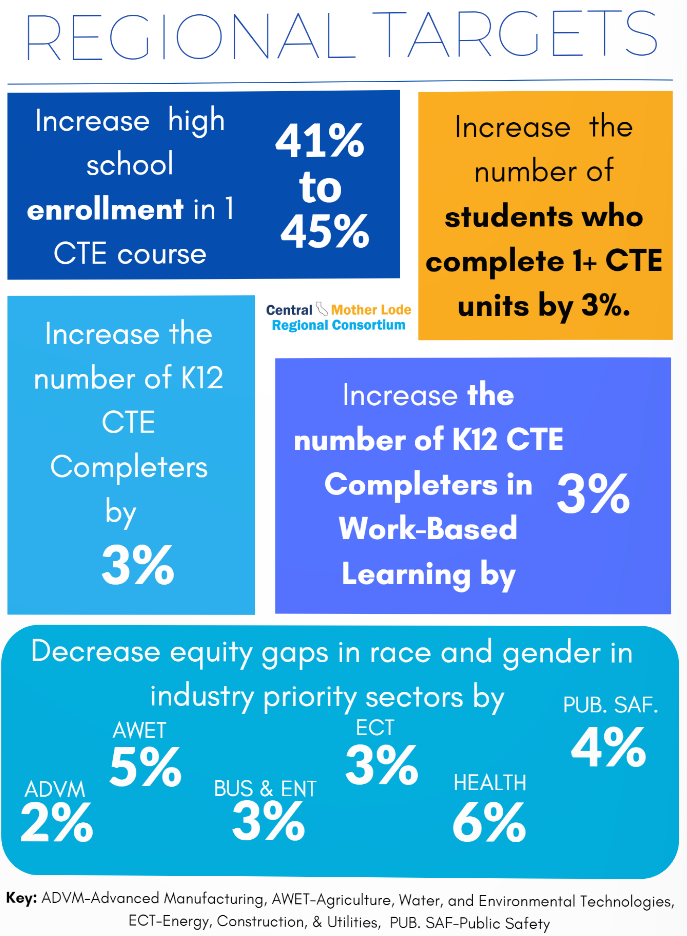 REGIONAL TARGETS
Increase high
school
enrollment in 1
CTE course
41%
to
45%
Increase the
number of
students who
complete 1+ CTE
units by 3%.
Central Mother Lode
Regional Consortium
Increase the
number of K12
CTE
Completers
by
3%
Increase the
number of K12 CTE
Completers in
Work-Based
Learning by
3%
Decrease equity gaps in race and gender in
industry priority sectors by
ADVM
2%
AWET
5%
BUS & ENT
3%
ECT
3%
HEALTH
6%
PUB. SAF.
4%
Key: ADVM-Advanced Manufacturing, AWET-Agriculture, Water, and Environmental Technologies,
ECT-Energy, Construction, & Utilities, PUB. SAF-Public Safety